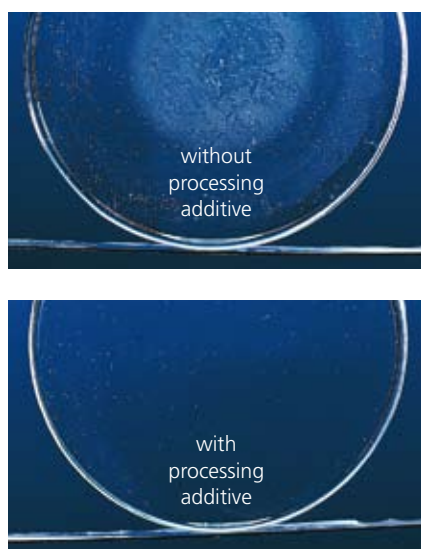 without
processing
additive
with
processing
additive